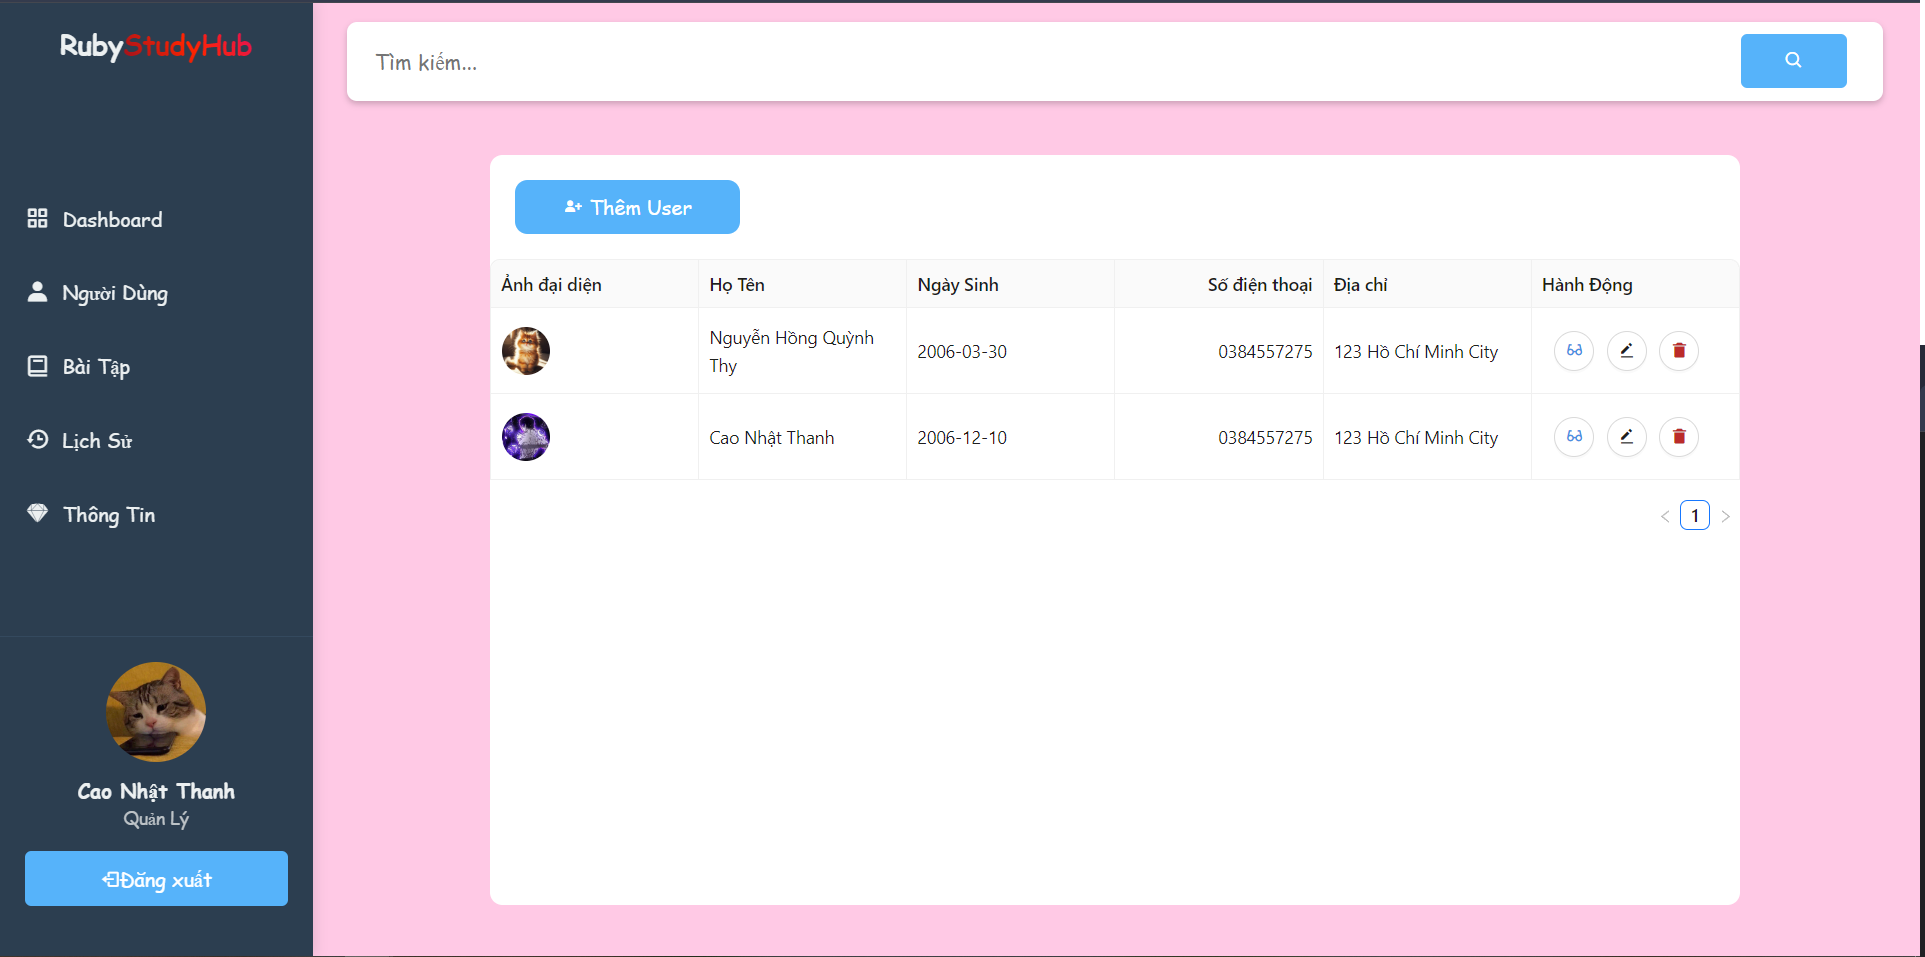 RubyStudyHub
Tìm kiếm...
Dashboard
Người Dùng
Bài Tập
Lịch Sử
Thông Tin
Cao Nhật Thanh
Quản Lý
Đăng xuất
Thêm User
Ảnh đại diện Họ Tên Ngày Sinh Số điện thoại Địa chỉ Hành Động
Nguyễn Hồng Quỳnh
Thy
2006-03-30 0384557275 123 Hồ Chí Minh City
Cao Nhật Thanh 2006-12-10 0384557275 123 Hồ Chí Minh City
1